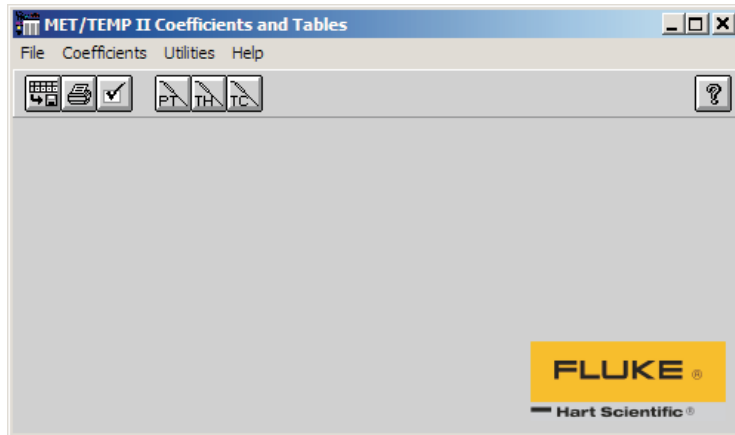 MET/TEMP II Coefficients and Tables
File Coefficients Utilities Help
PT TH TC ?
FLUKE ®
Hart Scientific ®